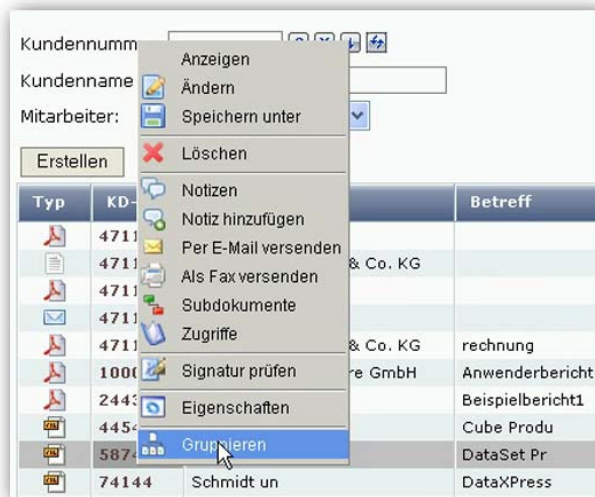 Kundennumm
Kundenname
Mitarbeiter:
Erstellen
Anzeigen
Ändern
Speichern unter
Löschen
Notizen
Notiz hinzufügen
Per E-Mail versenden
Als Fax versenden
Subdokumente
Zugriffe
Signatur prüfen
Eigenschaften
Gruppieren
Typ KD- Betreff
4711
4711 & Co. KG
4711
4711
4711 & Co. KG rechnung
1000 re GmbH Anwenderbericht
2443 Beispielbericht1
4454 Cube Produ
5874 DataSet Pr
74144 Schmidt un DataXPress